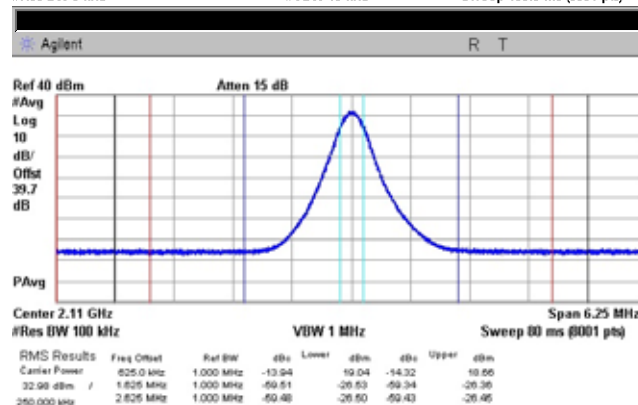 Agilent
R T
Ref 40 dBm Atten 15 dB
#Avg
Log
10
dB/
Offst
39.7
dB
PAvg
Center 2.11 GHz Span 6.25 MHz
#Res BW 100 kHz VBW 1 MHz Sweep 80 ms (8001 pts)
RMS Results Freq Offset Ref BW dBc Lower dBm dBc Upper dBm
Carrier Power 625.0 kHz 1.000 MHz -13.94 19.04 -14.32 18.66
32.98 dBm / 1.625 MHz 1.000 MHz -59.51 -26.53 -59.34 -26.36
250.000 kHz 2.625 MHz 1.000 MHz -59.48 -26.50 -59.43 -26.45